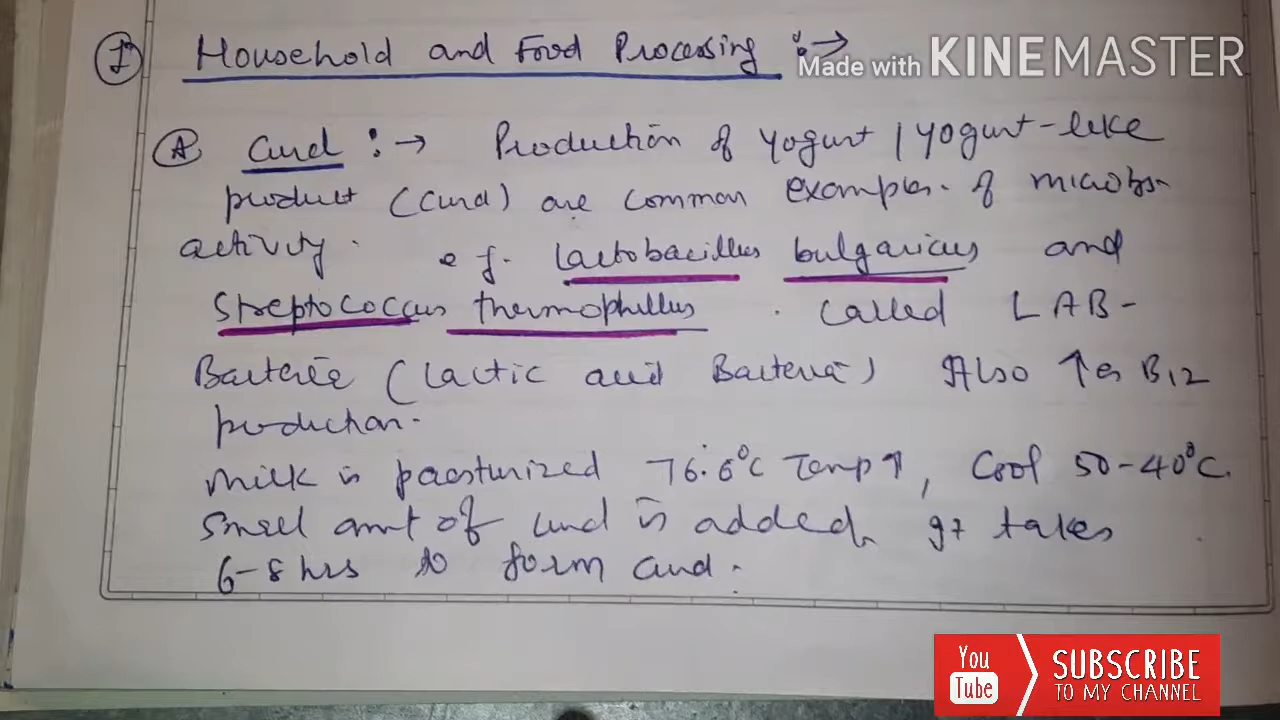 I Household and Food Processing :→
Made with KINEMASTER
A Curd :→ Production of yogurt / yogurt-like
product (curd) are common examples of microbs-
activity. eg. Lactobacillus bulgaricus and
Streptococcus thermophillus. called LAB-
Bacteria (Lactic acid Bacteria) Also ↑es B12
production.
Milk is pasturized 76.6°C Temp↑, Cool 50-40°C.
Small amt of curd is added. It takes
6-8 hrs to form curd.
You Tube SUBSCRIBE
TO MY CHANNEL